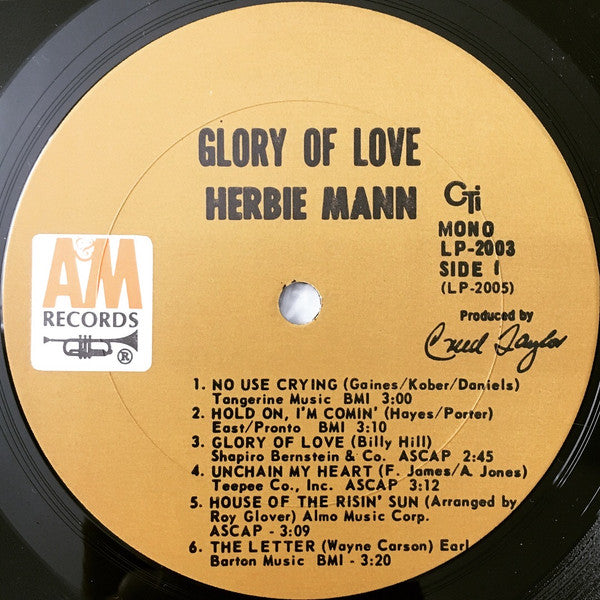 GLORY OF LOVE
HERBIE MANN
CTi
MONO
LP-2003
SIDE 1
(LP-2005)
A&M
RECORDS
®
Produced by
Creed Taylor
1. NO USE CRYING (Gaines/Kober/Daniels)
Tangerine Music BMI 3:00
2. HOLD ON, I'M COMIN' (Hayes/Porter)
East/Pronto BMI 3:10
3. GLORY OF LOVE (Billy Hill)
Shapiro Bernstein & Co. ASCAP 2:45
4. UNCHAIN MY HEART (F. James/A. Jones)
Teepee Co., Inc. ASCAP 3:12
5. HOUSE OF THE RISIN' SUN (Arranged by
Roy Glover) Almo Music Corp.
ASCAP - 3:09
6. THE LETTER (Wayne Carson) Earl
Barton Music BMI - 3:20